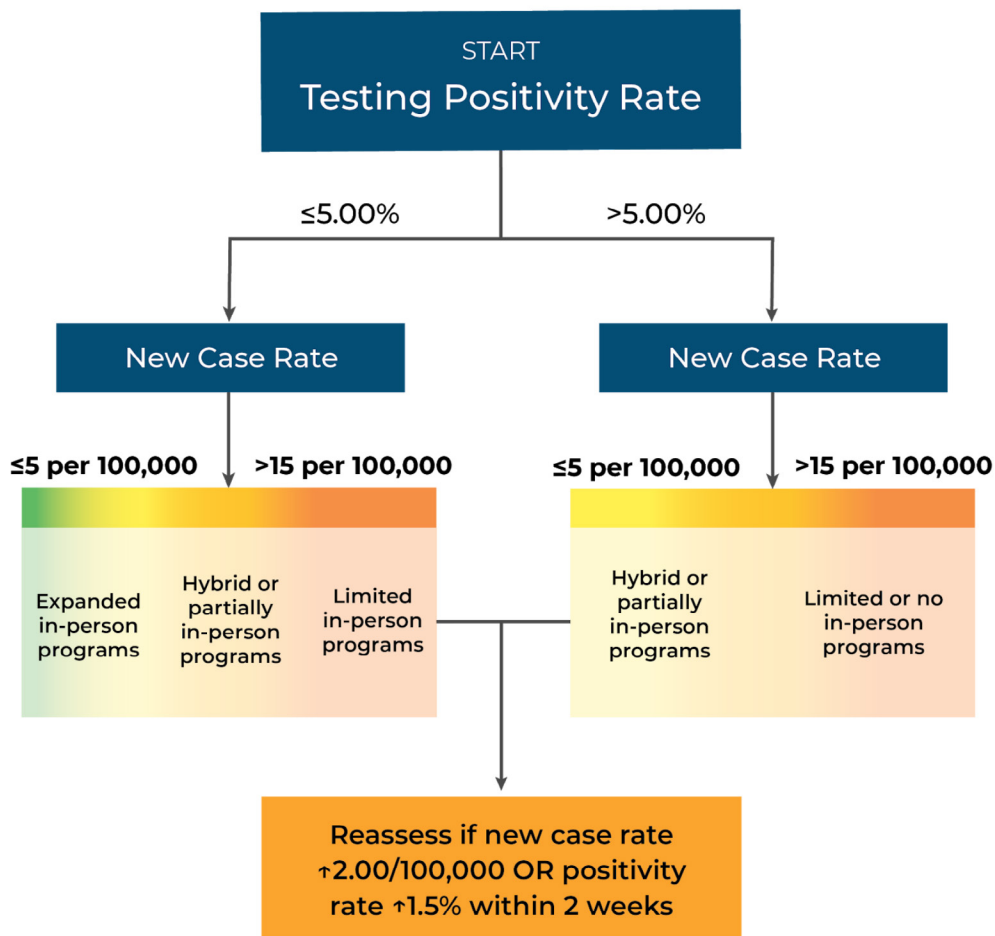 START
Testing Positivity Rate
≤5.00%
>5.00%
New Case Rate
New Case Rate
≤5 per 100,000
>15 per 100,000
≤5 per 100,000
>15 per 100,000
Expanded
in-person
programs
Hybrid or
partially
in-person
programs
Limited
in-person
programs
Hybrid or
partially
in-person
programs
Limited or no
in-person
programs
Reassess if new case rate
↑2.00/100,000 OR positivity
rate ↑1.5% within 2 weeks